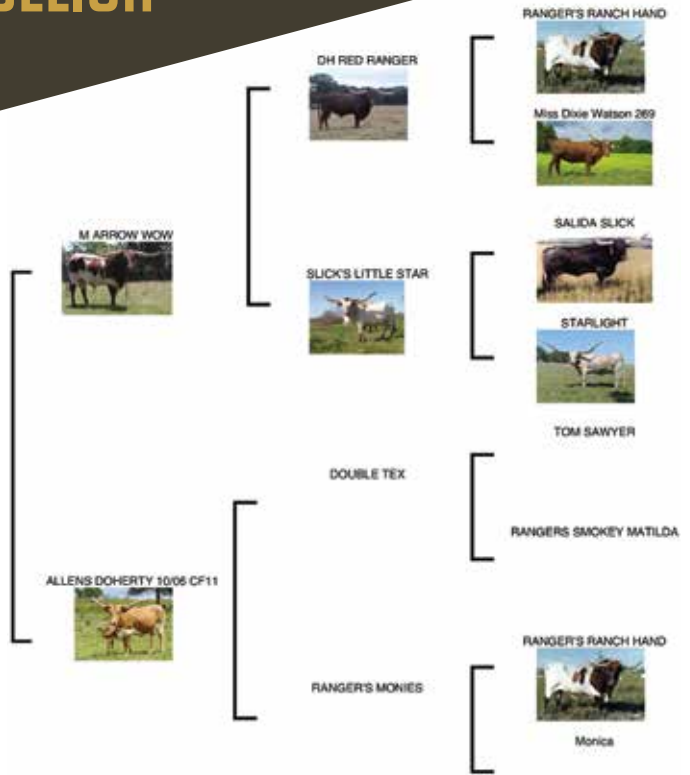 RANGER'S RANCH HAND
DH RED RANGER
Miss Dixie Watson 269
M ARROW WOW
SALIDA SLICK
SLICK'S LITTLE STAR
STARLIGHT
TOM SAWYER
DOUBLE TEX
RANGERS SMOKEY MATILDA
ALLENS DOHERTY 10/06 CF11
RANGER'S RANCH HAND
RANGER'S MONIES
Monica